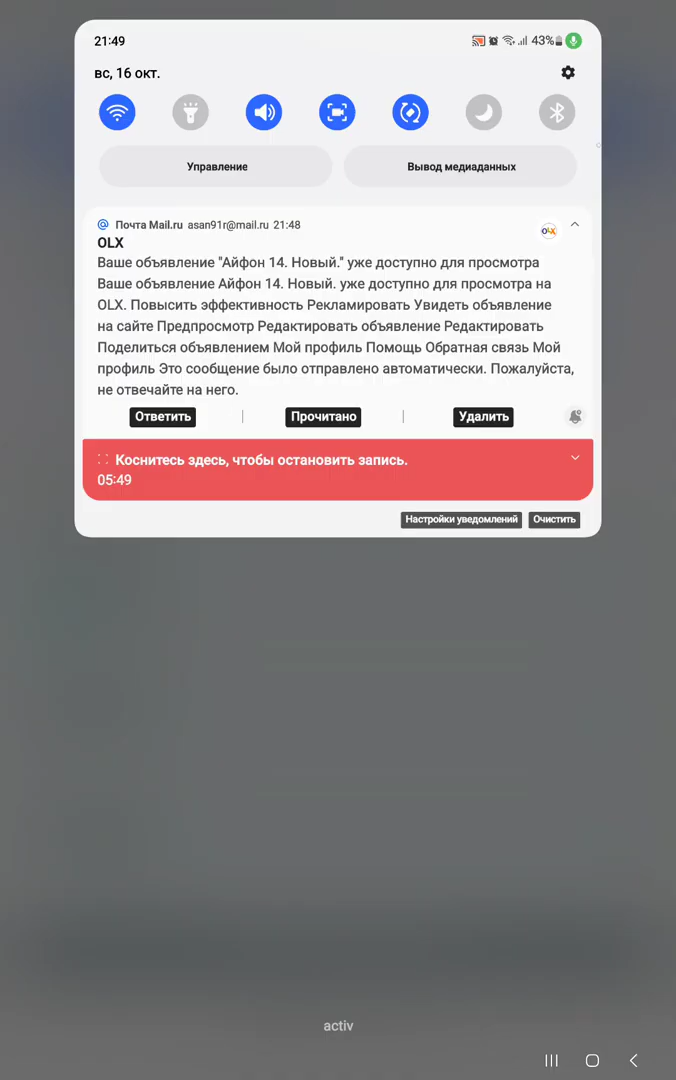 21:49
43%
вс, 16 окт.
Управление
Вывод медиаданных
Почта Mail.ru asan91r@mail.ru 21:48
OLX
OLX
Ваше объявление "Айфон 14. Новый." уже доступно для просмотра
Ваше объявление Айфон 14. Новый. уже доступно для просмотра на
OLX. Повысить эффективность Рекламировать Увидеть объявление
на сайте Предпросмотр Редактировать объявление Редактировать
Поделиться объявлением Мой профиль Помощь Обратная связь Мой
профиль Это сообщение было отправлено автоматически. Пожалуйста,
не отвечайте на него.
Ответить | Прочитано | Удалить
Коснитесь здесь, чтобы остановить запись.
05:49
Настройки уведомлений Очистить
activ